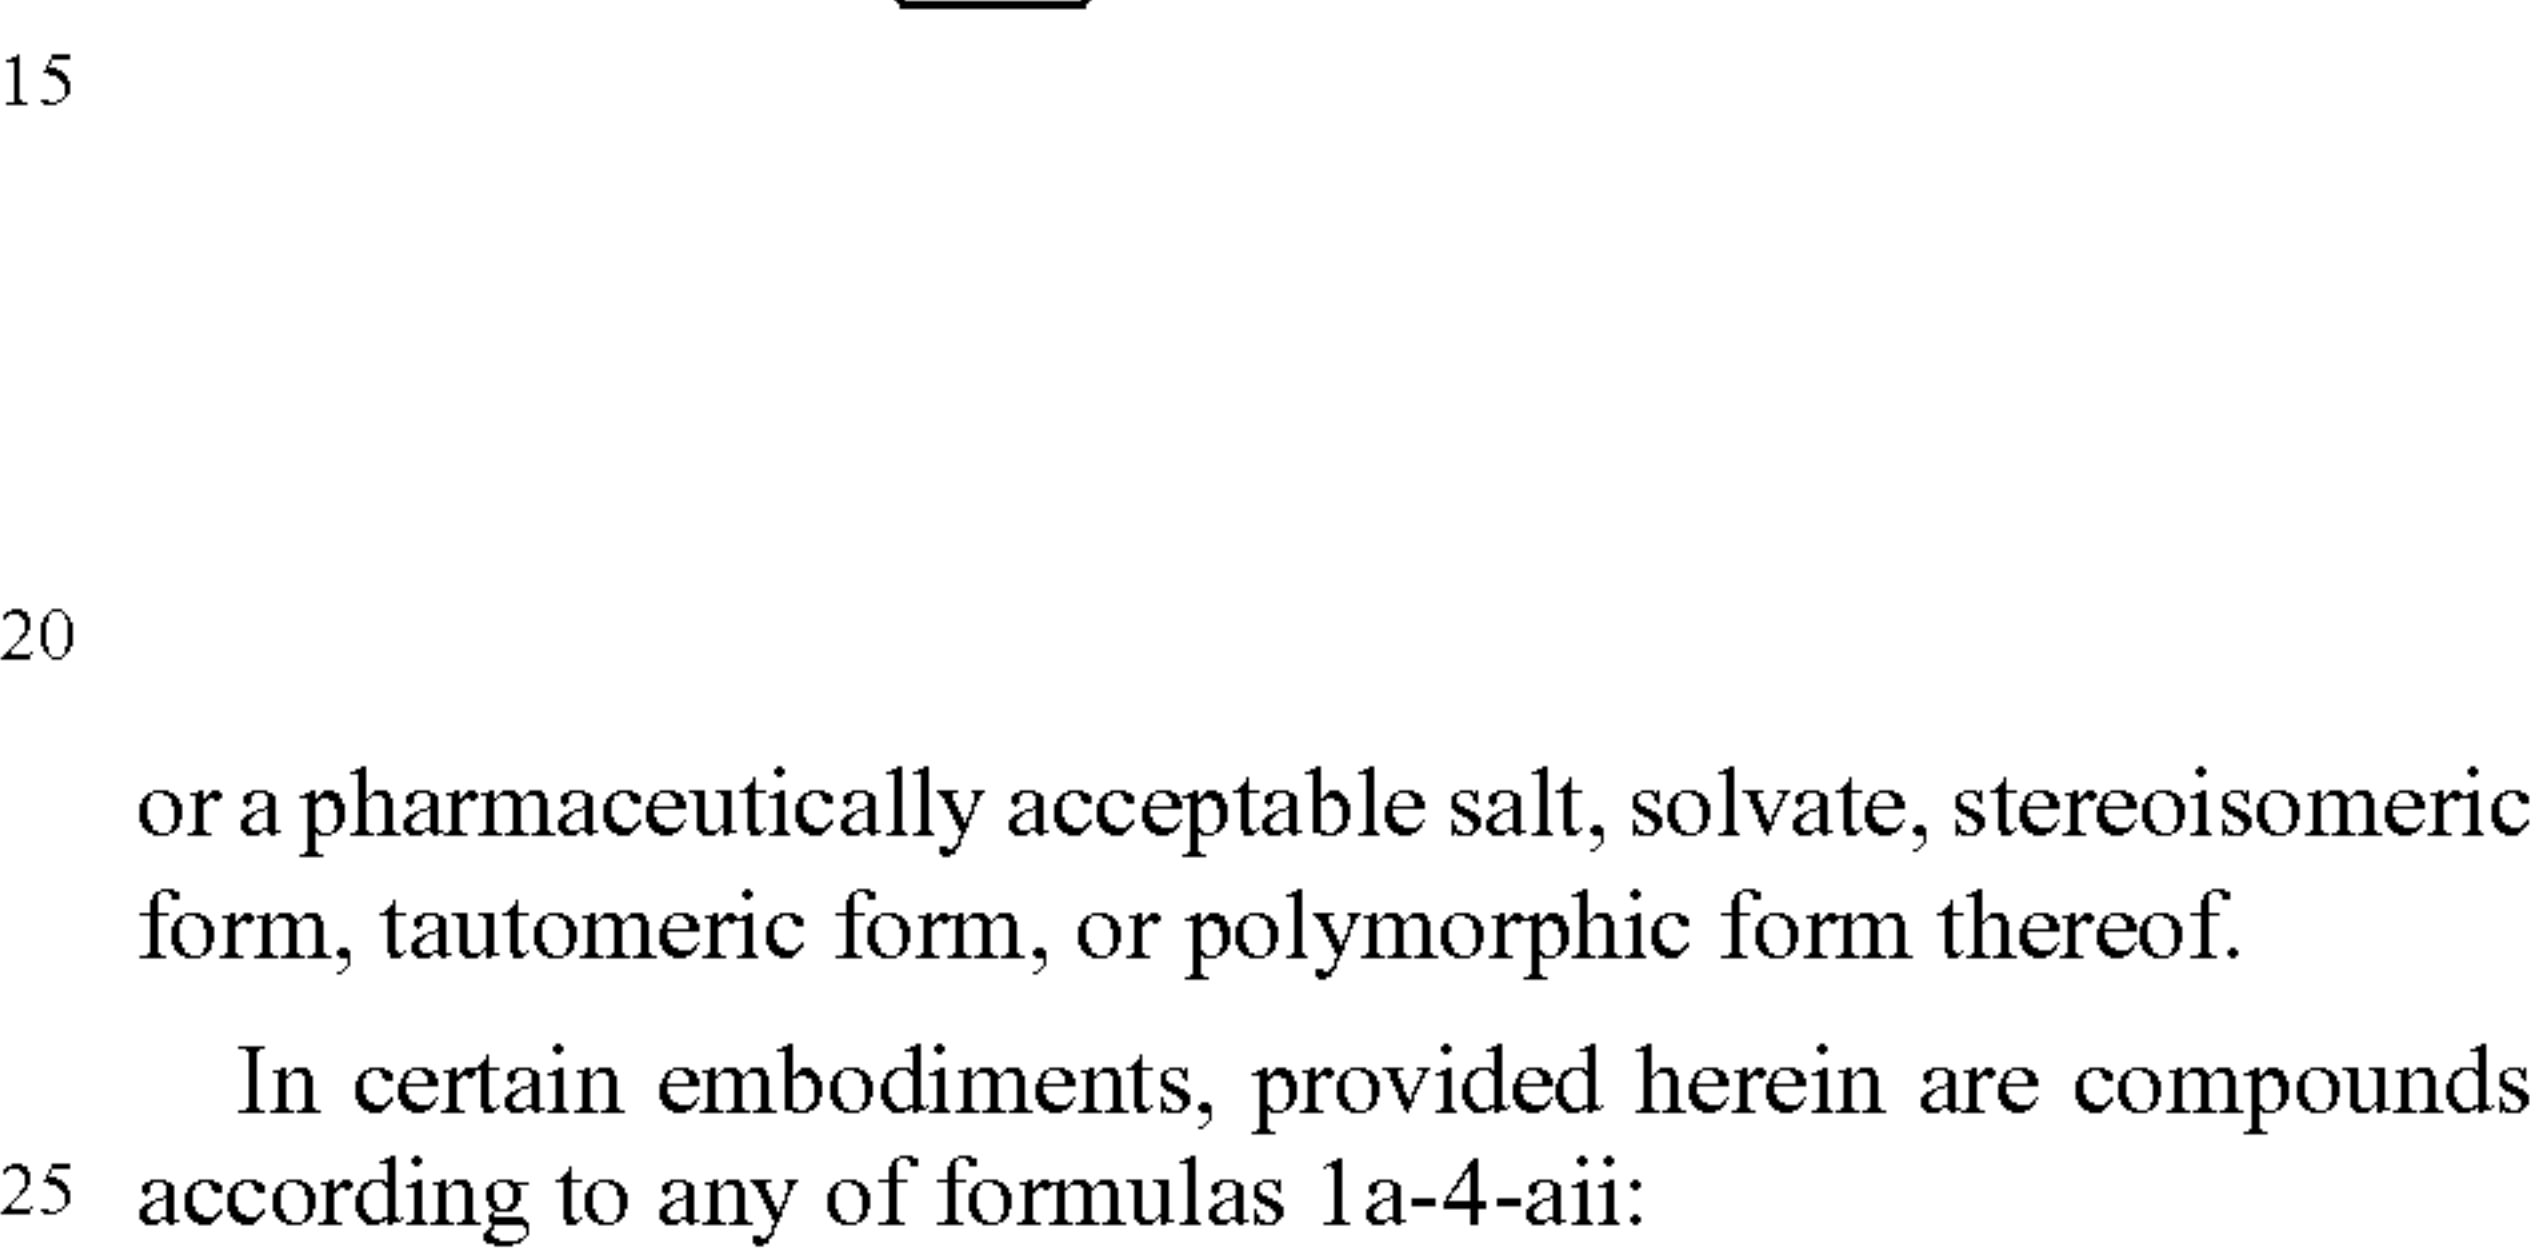 15
20
or a pharmaceutically acceptable salt, solvate, stereoisomeric
form, tautomeric form, or polymorphic form thereof.
In certain embodiments, provided herein are compounds
25 according to any of formulas 1a-4-aii: